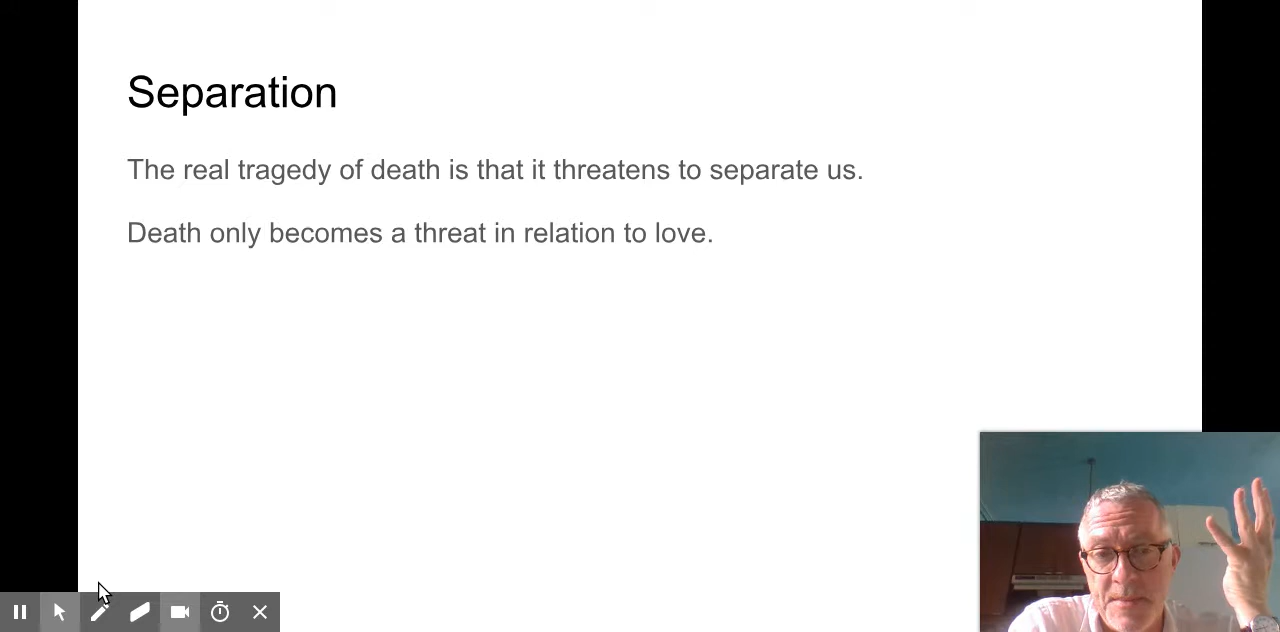 Separation
The real tragedy of death is that it threatens to separate us.
Death only becomes a threat in relation to love.